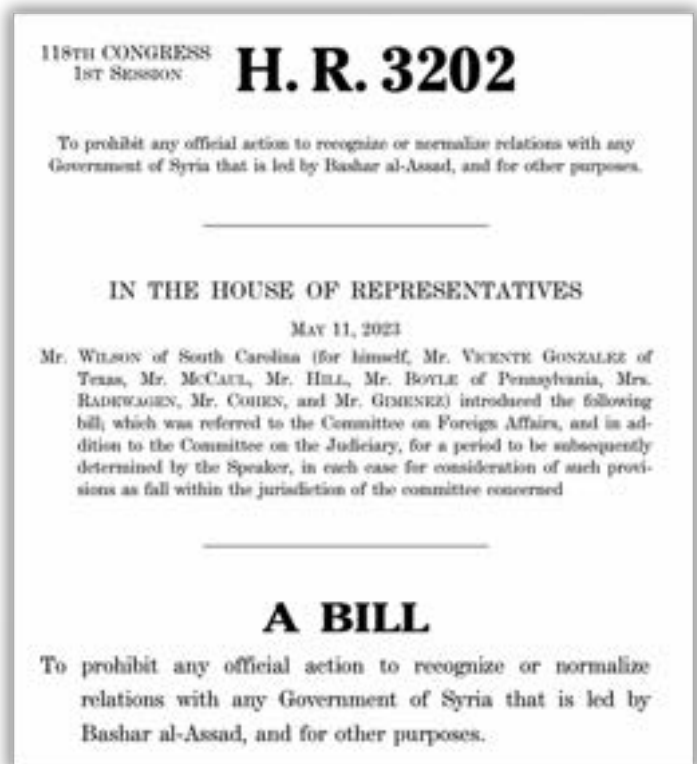 118TH CONGRESS
1ST SESSION
H. R. 3202
To prohibit any official action to recognize or normalize relations with any
Government of Syria that is led by Bashar al-Assad, and for other purposes.
IN THE HOUSE OF REPRESENTATIVES
MAY 11, 2023
Mr. WILSON of South Carolina (for himself, Mr. VICENTE GONZALEZ of
Texas, Mr. MCCAUL, Mr. HILL, Mr. BOYLE of Pennsylvania, Mrs.
RADEWAGEN, Mr. COHEN, and Mr. GIMENEZ) introduced the following
bill; which was referred to the Committee on Foreign Affairs, and in ad-
dition to the Committee on the Judiciary, for a period to be subsequently
determined by the Speaker, in each case for consideration of such provi-
sions as fall within the jurisdiction of the committee concerned
A BILL
To prohibit any official action to recognize or normalize
relations with any Government of Syria that is led by
Bashar al-Assad, and for other purposes.